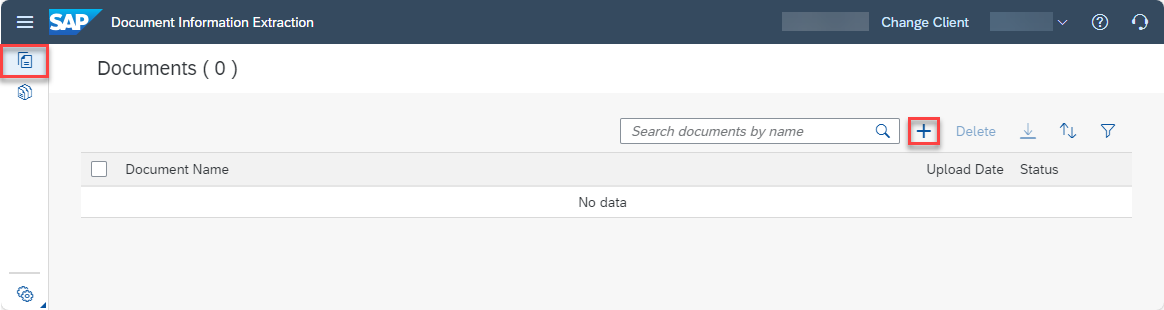 SAP Document Information Extraction Change Client
Documents ( 0 )
Search documents by name Delete
Document Name Upload Date Status
No data